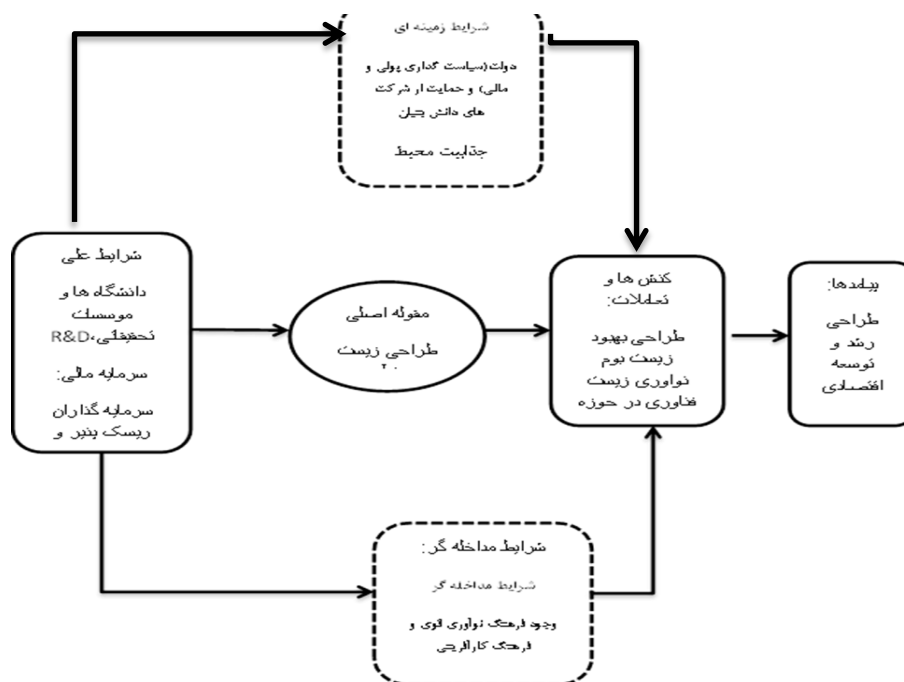 شرایط زمینه ای
دولت(سیاست گذاری پولی و
مالی) و حمایت از شرکت
های دانش بنیان
جذابیت محیط
شرایط علی
دانشگاه ها و
موسسات
تحقیقاتی،R&D
سرمایه مالی:
سرمایه گذاران
ریسک پذیر و
مقوله اصلی
طراحی زیست
کنش ها و
تعاملات:
طراحی بهبود
زیست بوم
نوآوری زیست
فناوری در حوزه
پیامدها:
طراحی
رشد و
توسعه
اقتصادی
شرایط مداخله گر:
شرایط مداخله گر
وجود فرهنگ نوآوری قوی و
فرهنگ کارآفرینی